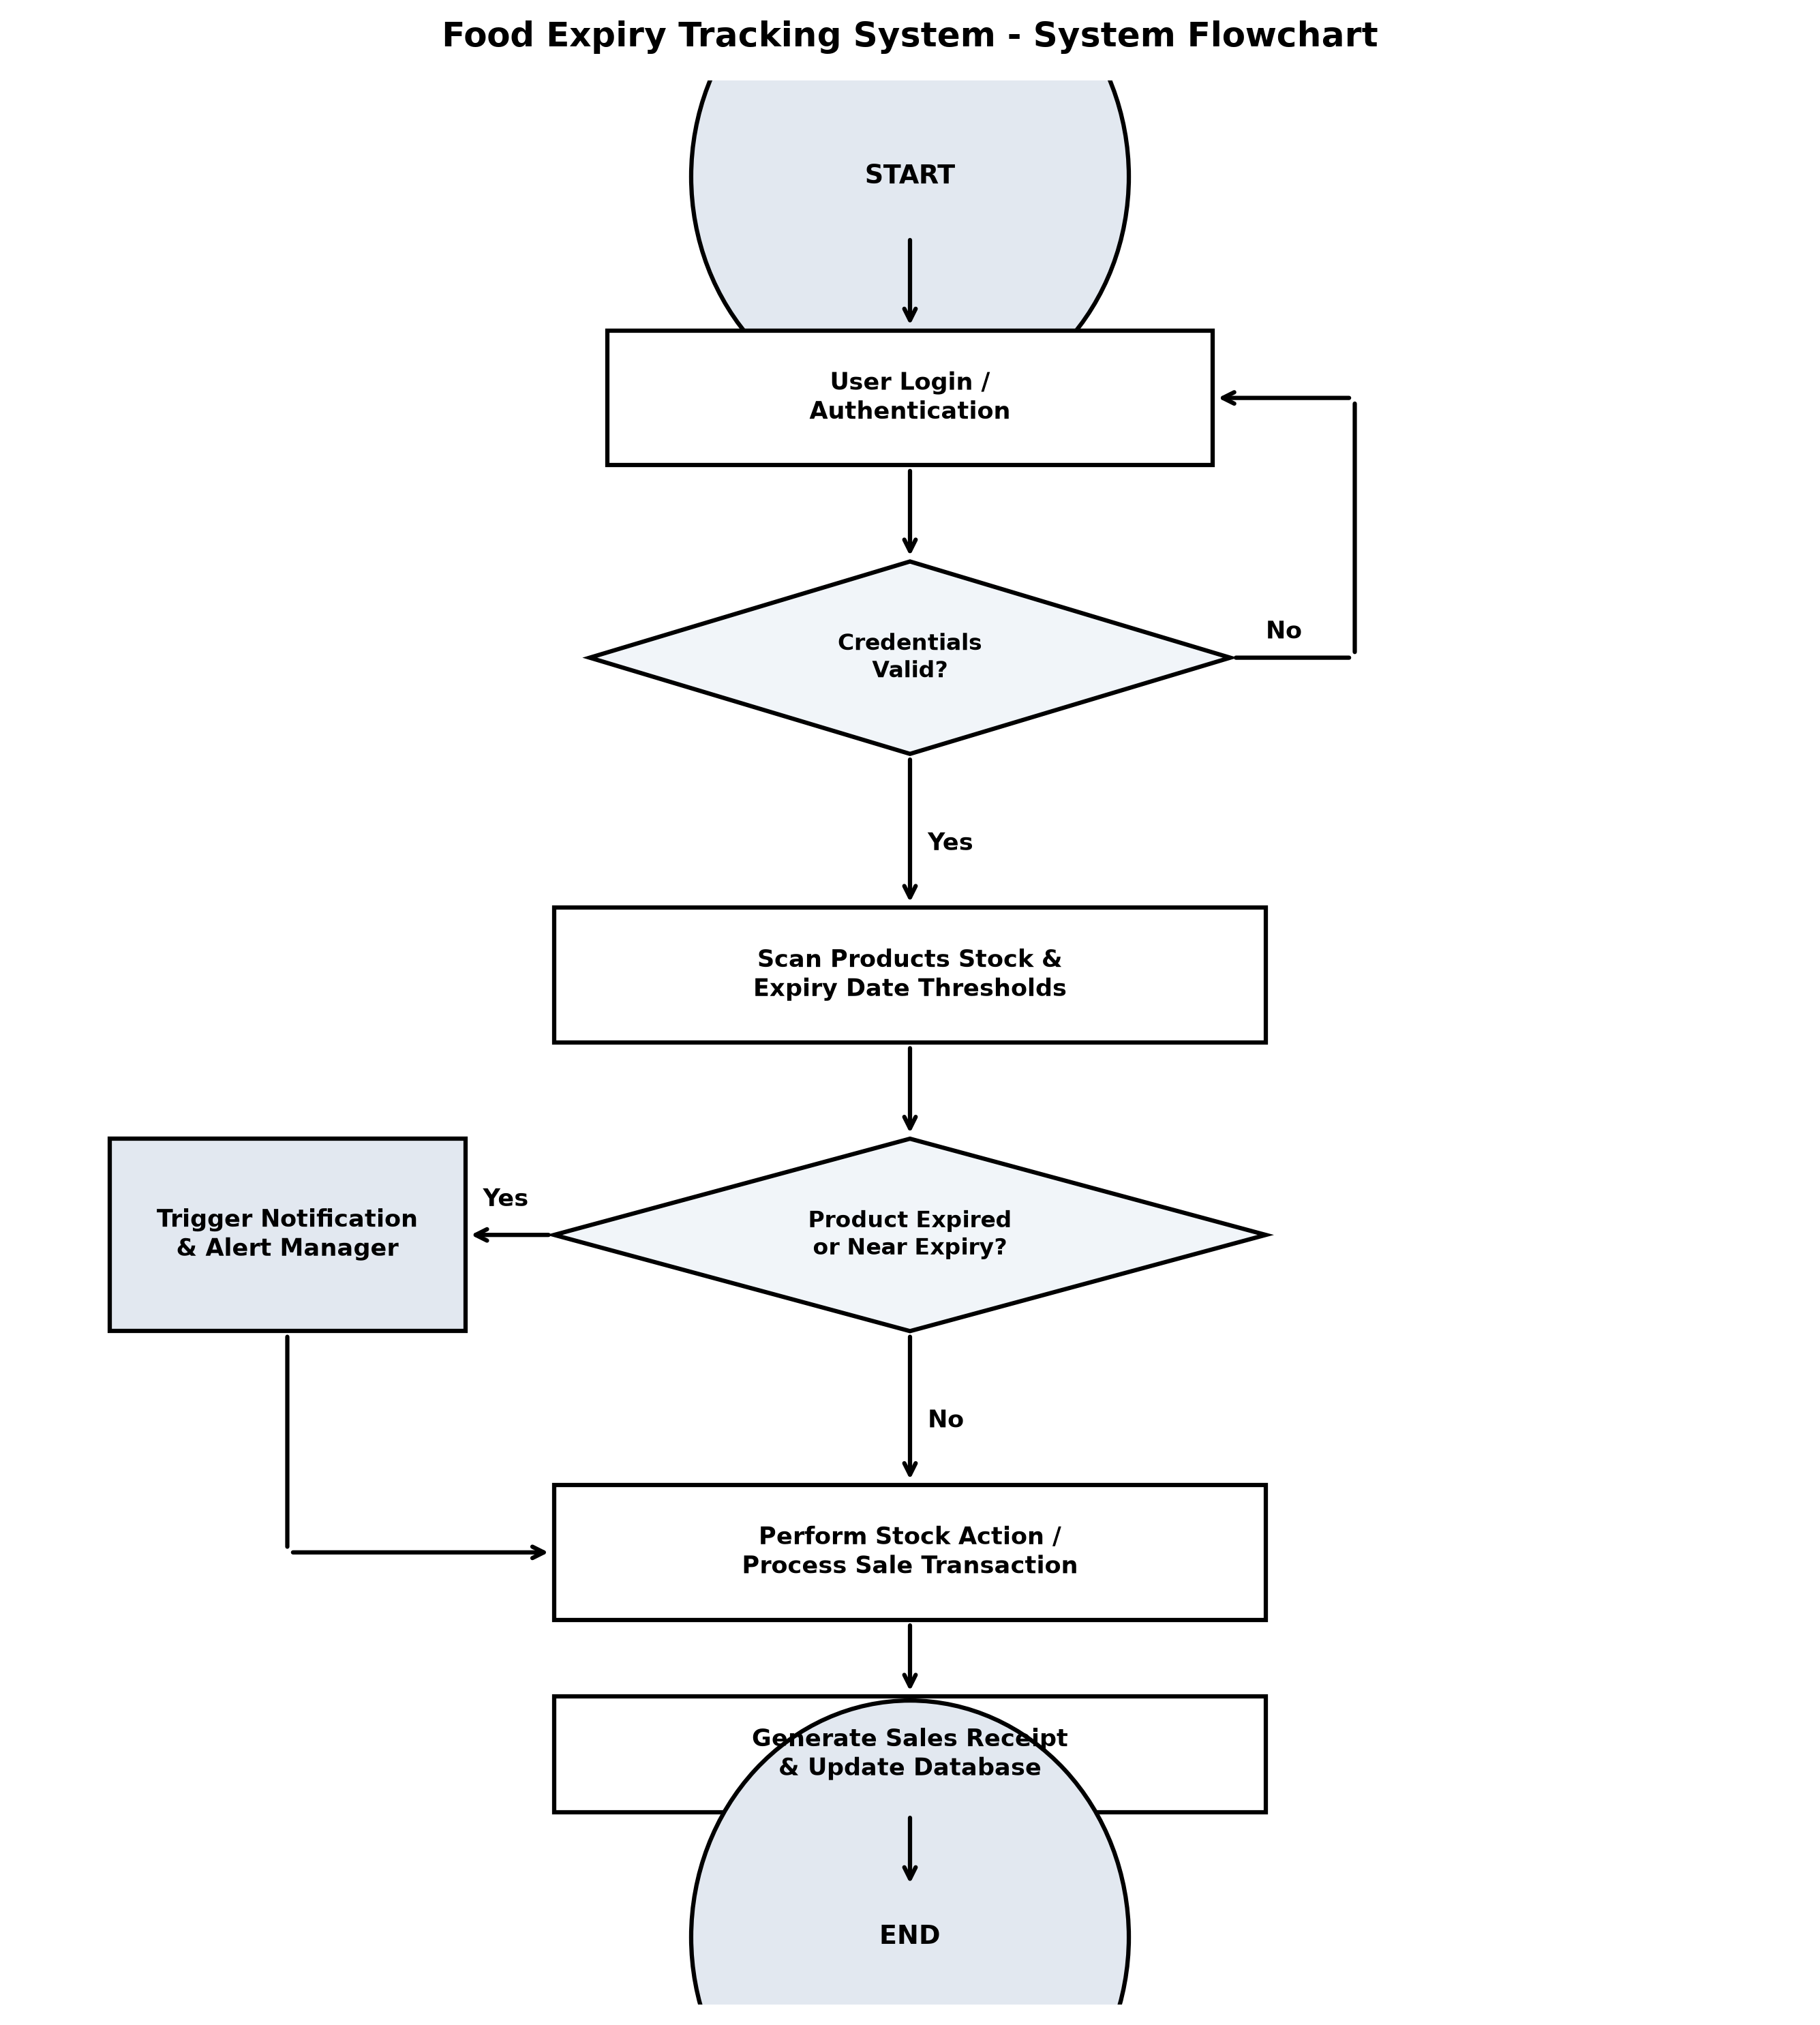 Food Expiry Tracking System - System Flowchart
START
User Login /
Authentication
Credentials
Valid?
No
Yes
Scan Products Stock &
Expiry Date Thresholds
Product Expired
or Near Expiry?
Yes
Trigger Notification
& Alert Manager
No
Perform Stock Action /
Process Sale Transaction
Generate Sales Receipt
& Update Database
END